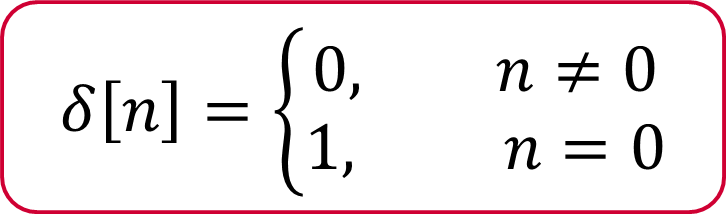 δ[n] = { 0, n ≠ 0
1, n = 0